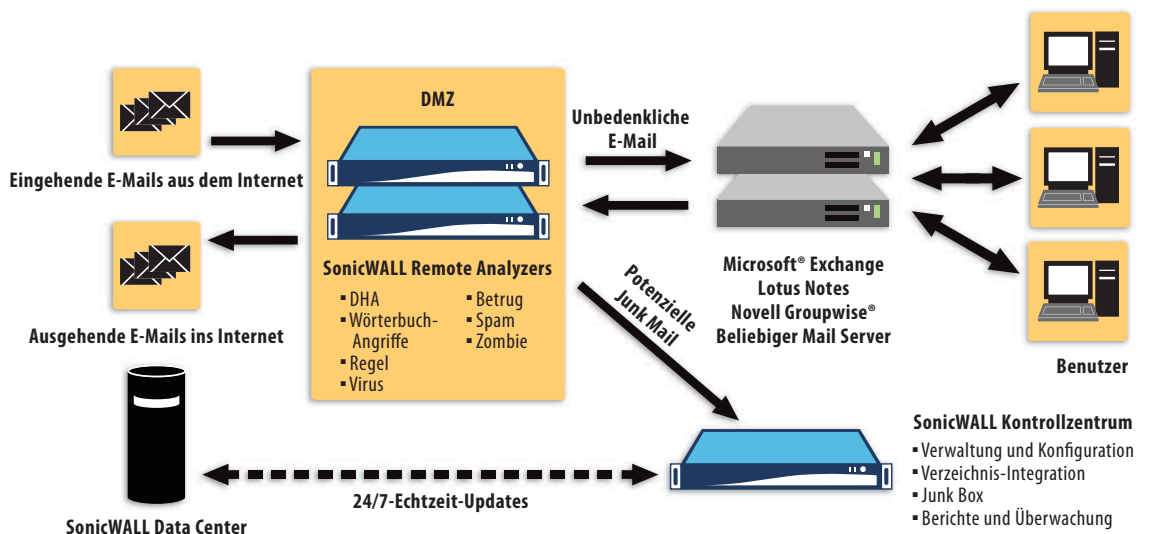 Eingehende E-Mails aus dem Internet
Ausgehende E-Mails ins Internet
DMZ
SonicWALL Remote Analyzers
▪ DHA
▪ Wörterbuch-
Angriffe
▪ Regel
▪ Virus
▪ Betrug
▪ Spam
▪ Zombie
Unbedenkliche
E-Mail
Potenzielle
Junk Mail
Microsoft® Exchange
Lotus Notes
Novell Groupwise®
Beliebiger Mail Server
Benutzer
SonicWALL Data Center
24/7-Echtzeit-Updates
SonicWALL Kontrollzentrum
▪ Verwaltung und Konfiguration
▪ Verzeichnis-Integration
▪ Junk Box
▪ Berichte und Überwachung